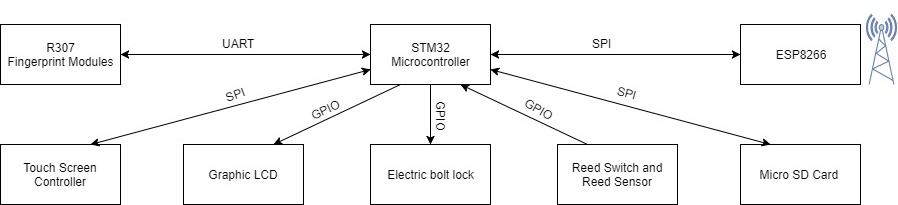 R307
Fingerprint Modules
UART
STM32
Microcontroller
SPI
ESP8266
SPI
GPIO
GPIO
GPIO
SPI
Touch Screen
Controller
Graphic LCD
Electric bolt lock
Reed Switch and
Reed Sensor
Micro SD Card